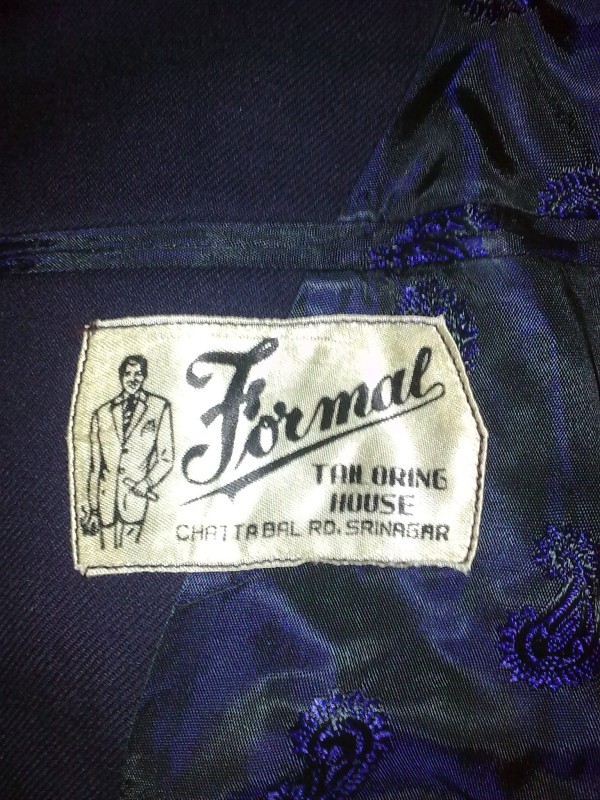 Formal
TAILORING
HOUSE
CHATTABAL RD. SRINAGAR